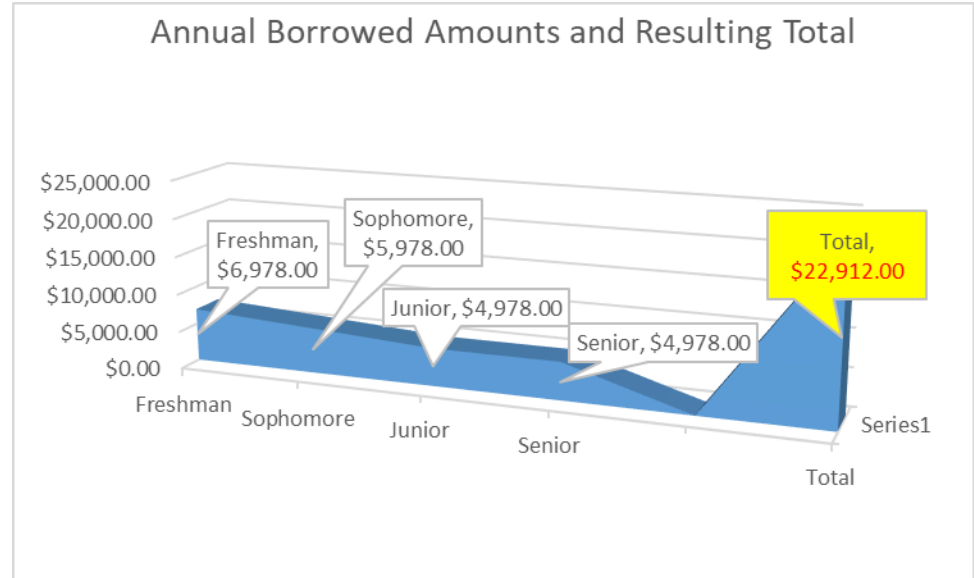 Annual Borrowed Amounts and Resulting Total
$25,000.00
$20,000.00
$15,000.00
$10,000.00
$5,000.00
$0.00
Freshman,
$6,978.00
Sophomore,
$5,978.00
Junior, $4,978.00
Senior, $4,978.00
Total,
$22,912.00
Freshman
Sophomore
Junior
Senior
Total
Series1